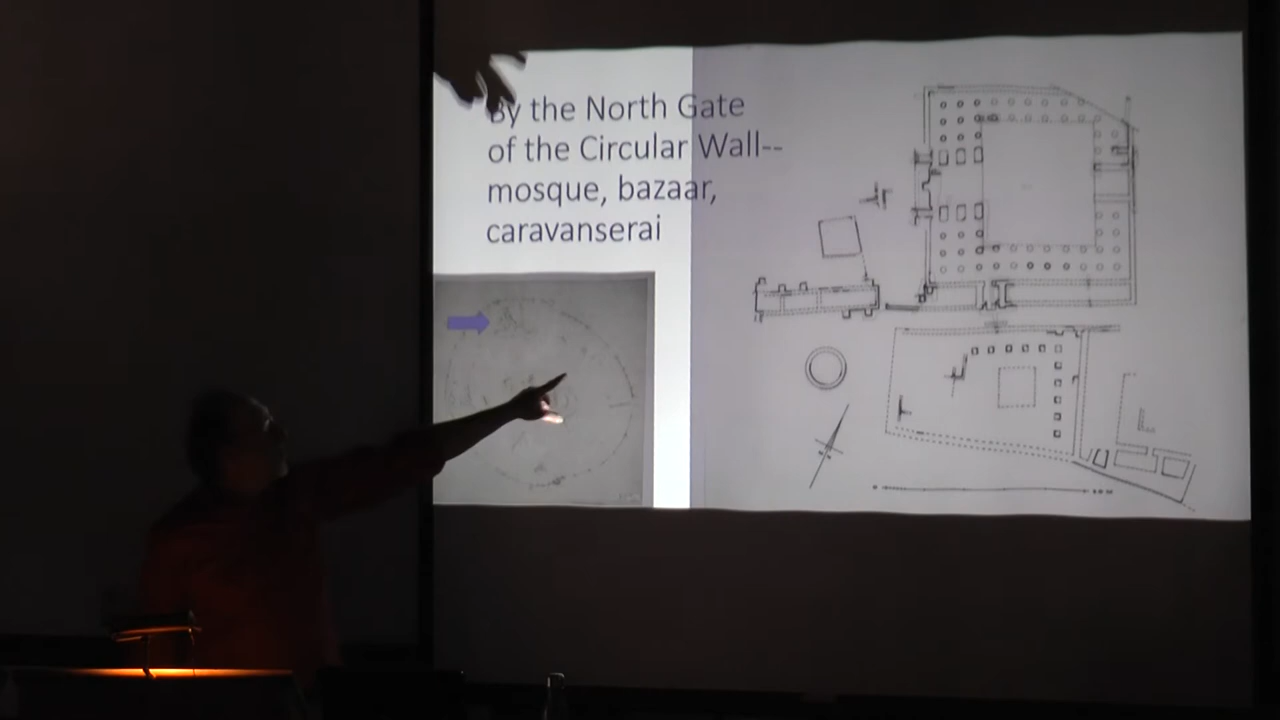 By the North Gate
of the Circular Wall--
mosque, bazaar,
caravanserai